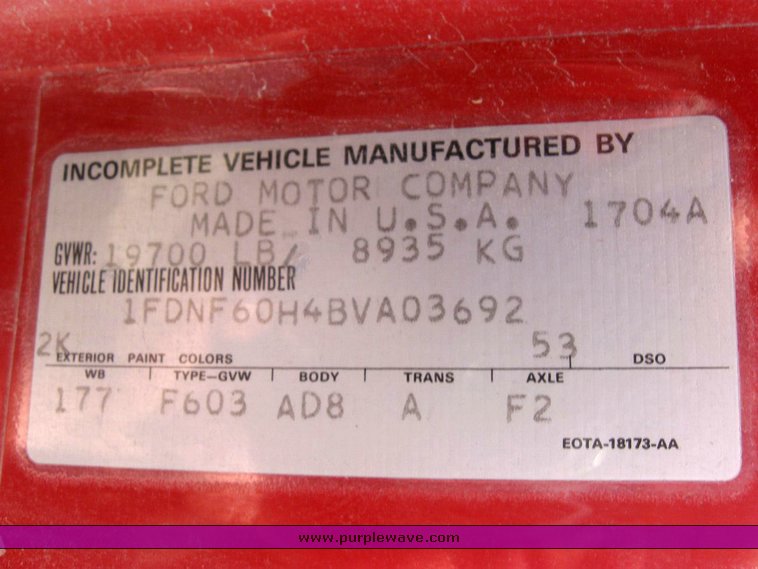 INCOMPLETE VEHICLE MANUFACTURED BY
FORD MOTOR COMPANY
MADE IN U.S.A. 1704A
GVWR: 19700 LB/ 8935 KG
VEHICLE IDENTIFICATION NUMBER
1FDNF60H4BVA03692
2K 53
EXTERIOR PAINT COLORS DSO
WB TYPE-GVW BODY TRANS AXLE
177 F603 AD8 A F2
EOTA-18173-AA
www.purplewave.com